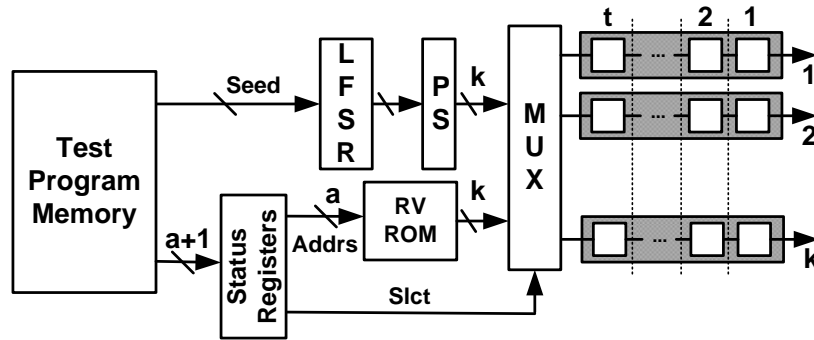 t
2
1
L
F
S
R
P
S
k
M
U
X
...
...
1
Seed
...
...
2
Test
Program
Memory
a+1
Status
Registers
a
Addrs
RV
ROM
k
Slct
...
...
k